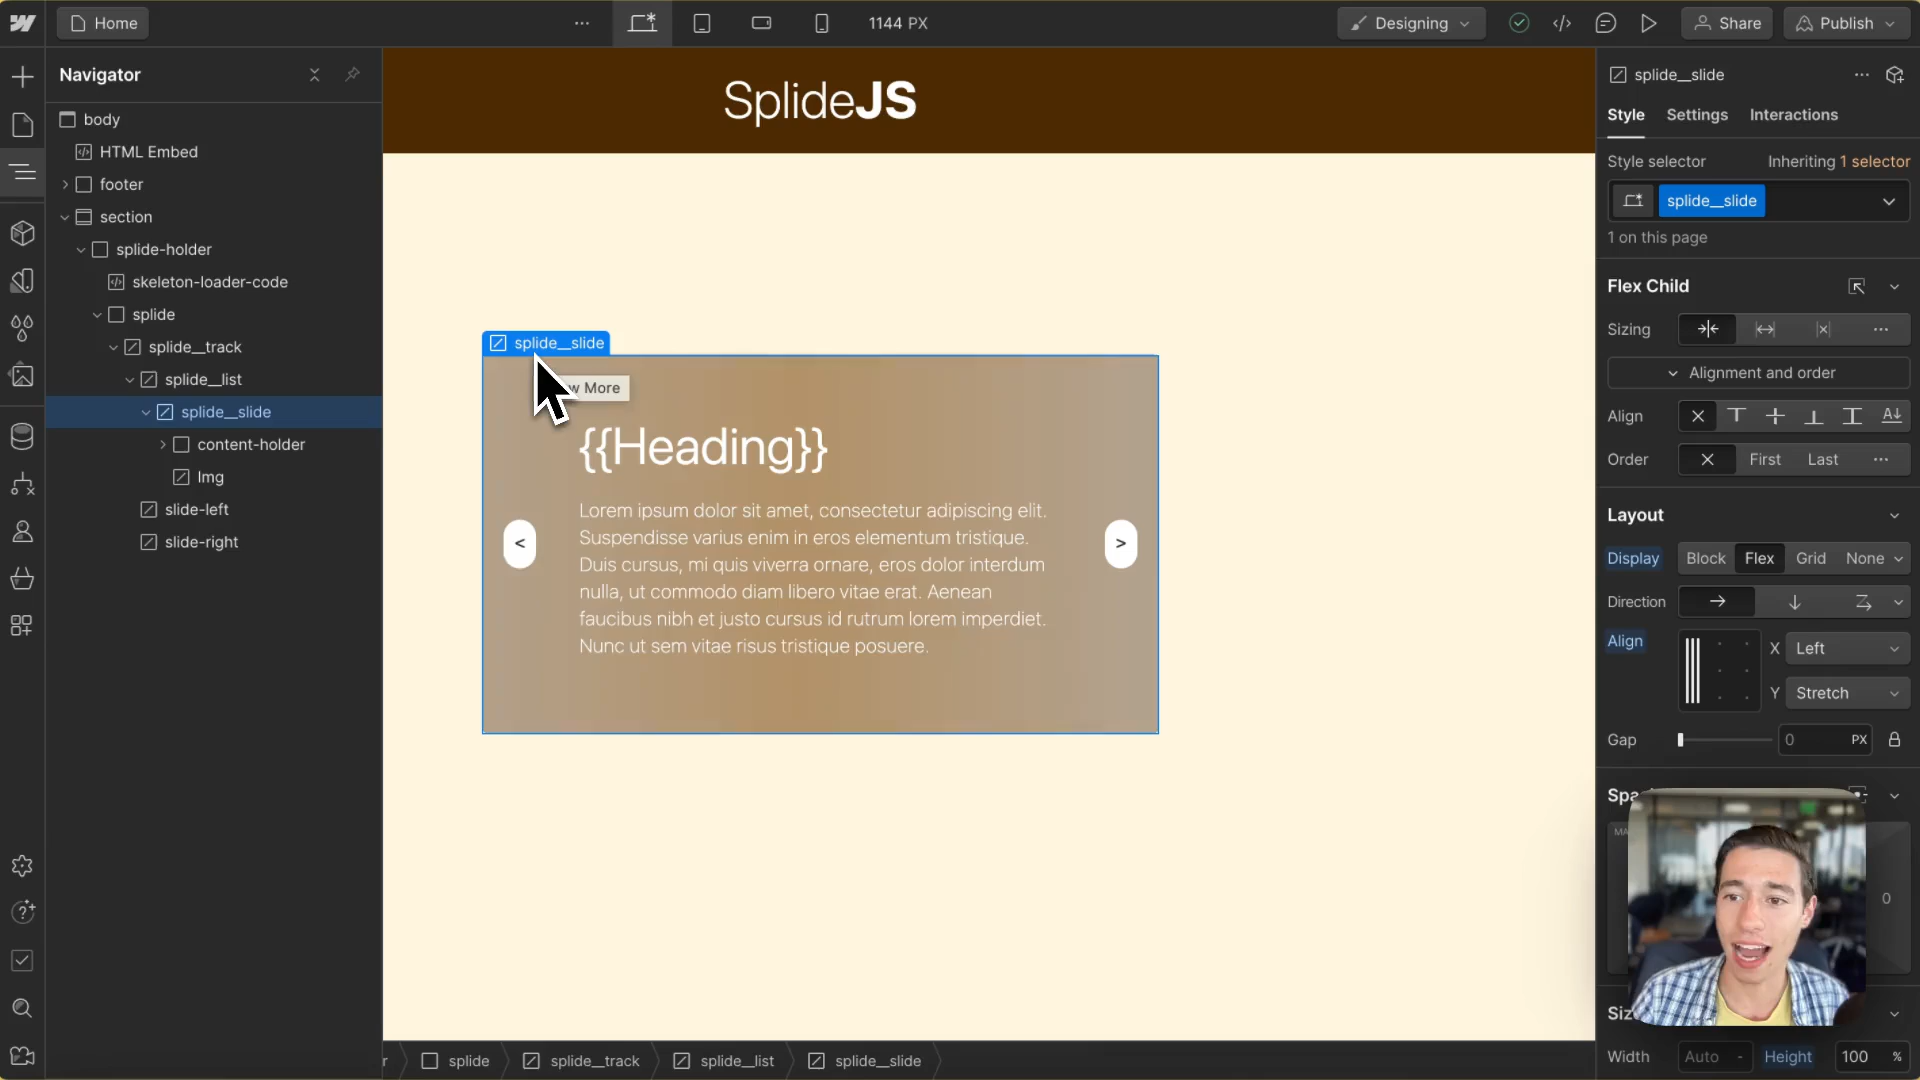 Home
1144 PX
Designing
Share
Publish
Navigator
body
HTML Embed
footer
section
splide-holder
skeleton-loader-code
splide
splide__track
splide__list
splide__slide
content-holder
Img
slide-left
slide-right
SplideJS
splide__slide
More
{{Heading}}
Lorem ipsum dolor sit amet, consectetur adipiscing elit.
Suspendisse varius enim in eros elementum tristique.
Duis cursus, mi quis viverra ornare, eros dolor interdum
nulla, ut commodo diam libero vitae erat. Aenean
faucibus nibh et justo cursus id rutrum lorem imperdiet.
Nunc ut sem vitae risus tristique posuere.
<
>
splide
splide__track
splide__list
splide__slide
splide__slide
Style Settings Interactions
Style selector Inheriting 1 selector
splide__slide
1 on this page
Flex Child
Sizing
Alignment and order
Align
Order First Last
Layout
Display Block Flex Grid None
Direction
Align X Left
Y Stretch
Gap 0 PX
0
Width Auto - Height 100 %